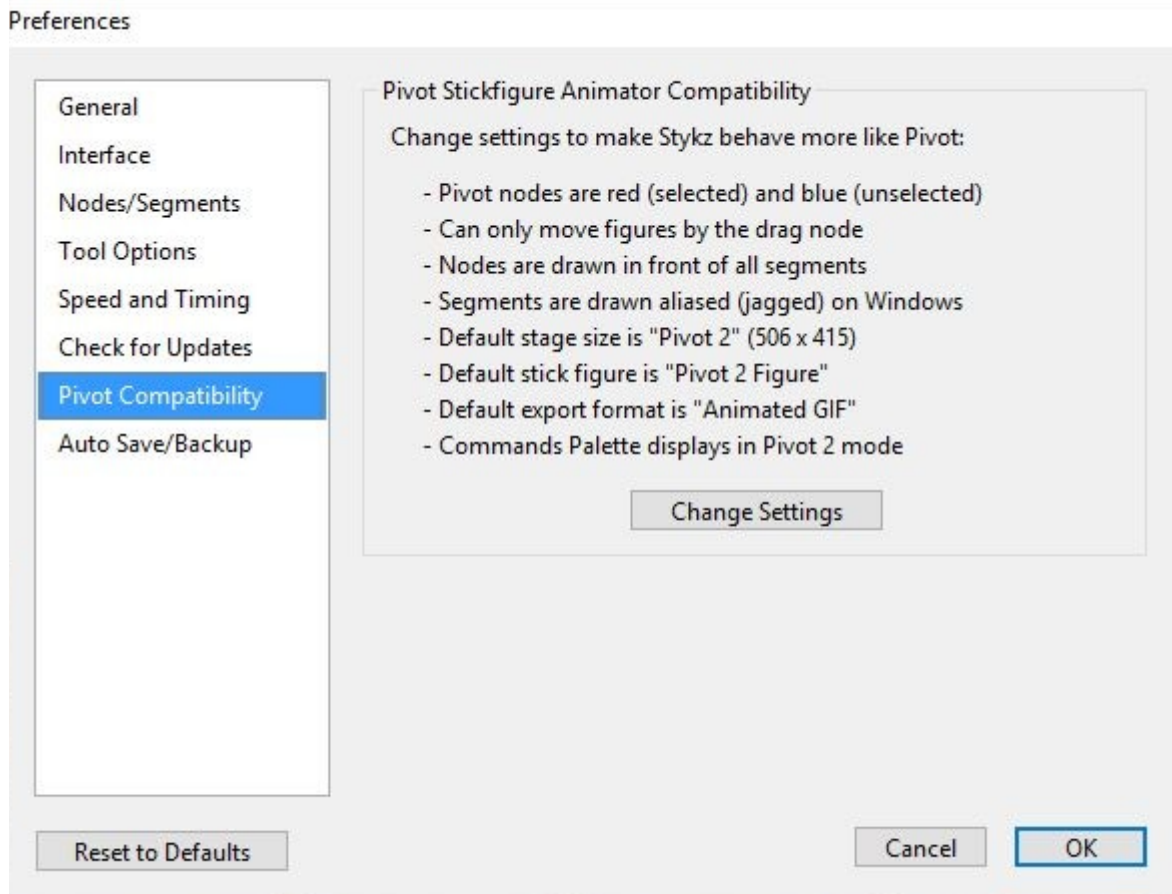 Preferences
General
Interface
Nodes/Segments
Tool Options
Speed and Timing
Check for Updates
Pivot Compatibility
Auto Save/Backup
Pivot Stickfigure Animator Compatibility
Change settings to make Stykz behave more like Pivot:
- Pivot nodes are red (selected) and blue (unselected)
- Can only move figures by the drag node
- Nodes are drawn in front of all segments
- Segments are drawn aliased (jagged) on Windows
- Default stage size is "Pivot 2" (506 x 415)
- Default stick figure is "Pivot 2 Figure"
- Default export format is "Animated GIF"
- Commands Palette displays in Pivot 2 mode
Change Settings
Reset to Defaults
Cancel
OK